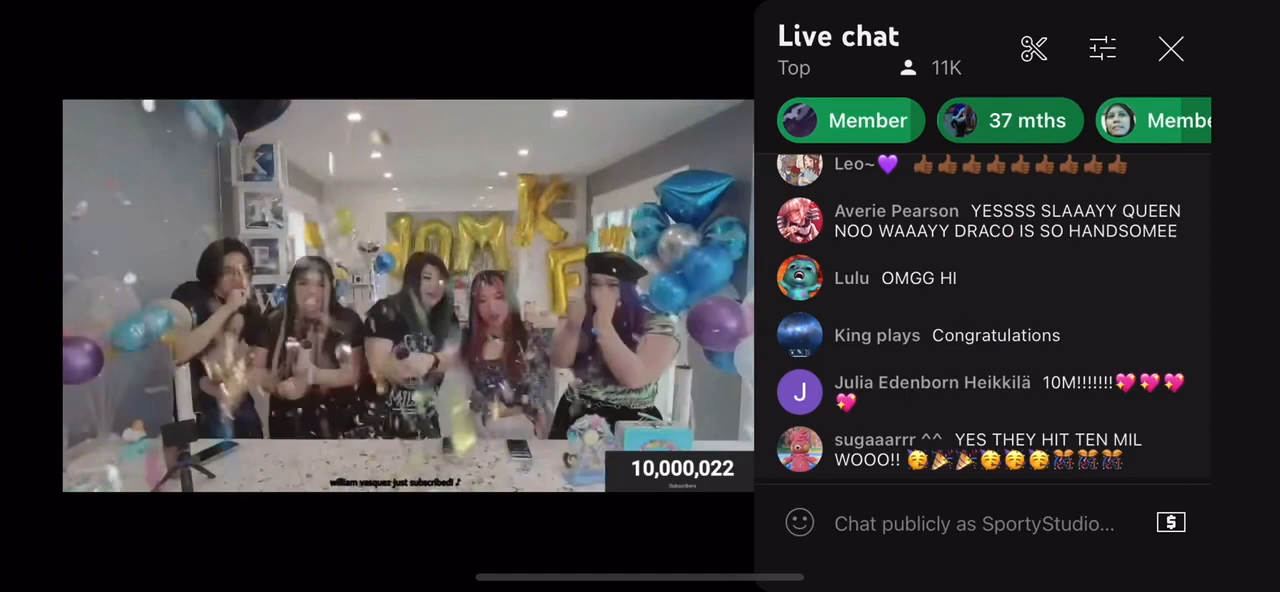 Live chat
Top 11K
Member 37 mths Membe
Leo~💜 👍🏾👍🏾👍🏾👍🏾👍🏾👍🏾👍🏾👍🏾👍🏾
Averie Pearson YESSSS SLAAAYY QUEEN
NOO WAAAYY DRACO IS SO HANDSOMEE
Lulu OMGG HI
King plays Congratulations
J Julia Edenborn Heikkilä 10M!!!!!!!💖💖💖
💖
sugaaarrr ^^ YES THEY HIT TEN MIL
WOOO!! 🥳🎉🎉🥳🥳🥳🎊🎊🎊
Chat publicly as SportyStudio...
K
W
JOM K
F
10,000,022
Subscribers
william vasquez just subscribed! ♪